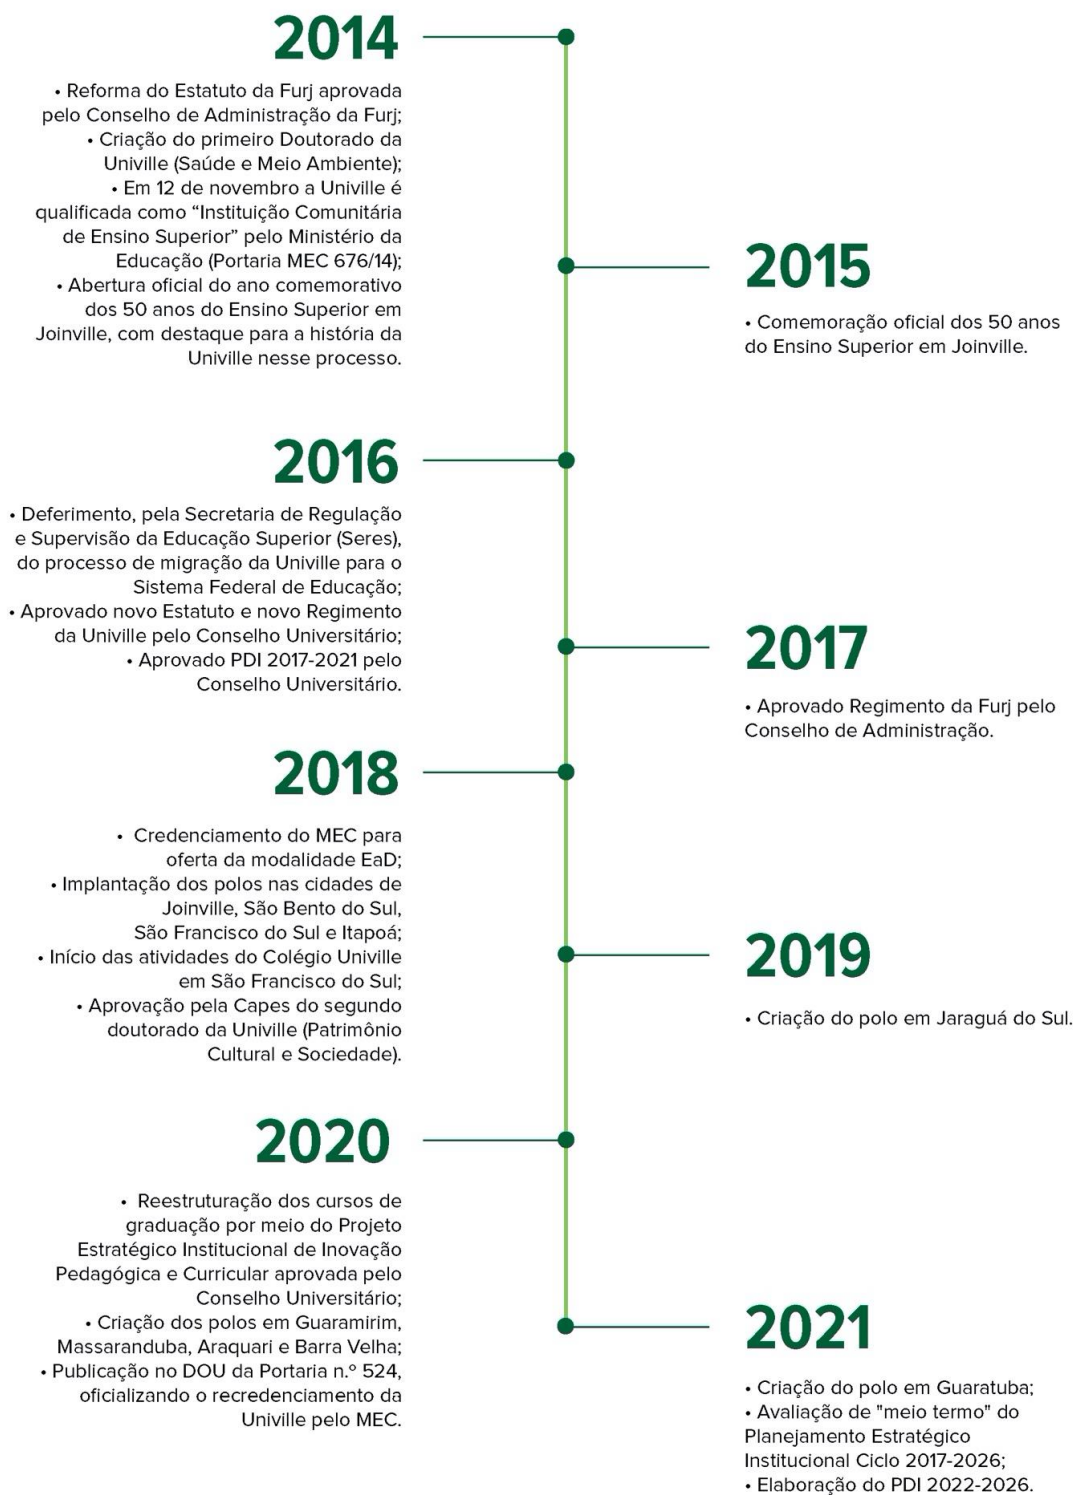 2014
• Reforma do Estatuto da Furj aprovada
pelo Conselho de Administração da Furj;
• Criação do primeiro Doutorado da
Univille (Saúde e Meio Ambiente);
• Em 12 de novembro a Univille é
qualificada como “Instituição Comunitária
de Ensino Superior” pelo Ministério da
Educação (Portaria MEC 676/14);
• Abertura oficial do ano comemorativo
dos 50 anos do Ensino Superior em
Joinville, com destaque para a história da
Univille nesse processo.
2015
• Comemoração oficial dos 50 anos
do Ensino Superior em Joinville.
2016
• Deferimento, pela Secretaria de Regulação
e Supervisão da Educação Superior (Seres),
do processo de migração da Univille para o
Sistema Federal de Educação;
• Aprovado novo Estatuto e novo Regimento
da Univille pelo Conselho Universitário;
• Aprovado PDI 2017-2021 pelo
Conselho Universitário.
2017
• Aprovado Regimento da Furj pelo
Conselho de Administração.
2018
• Credenciamento do MEC para
oferta da modalidade EaD;
• Implantação dos polos nas cidades de
Joinville, São Bento do Sul,
São Francisco do Sul e Itapoá;
• Início das atividades do Colégio Univille
em São Francisco do Sul;
• Aprovação pela Capes do segundo
doutorado da Univille (Patrimônio
Cultural e Sociedade).
2019
• Criação do polo em Jaraguá do Sul.
2020
• Reestruturação dos cursos de
graduação por meio do Projeto
Estratégico Institucional de Inovação
Pedagógica e Curricular aprovada pelo
Conselho Universitário;
• Criação dos polos em Guaramirim,
Massaranduba, Araquari e Barra Velha;
• Publicação no DOU da Portaria n.º 524,
oficializando o recredenciamento da
Univille pelo MEC.
2021
• Criação do polo em Guaratuba;
• Avaliação de "meio termo" do
Planejamento Estratégico
Institucional Ciclo 2017-2026;
• Elaboração do PDI 2022-2026.